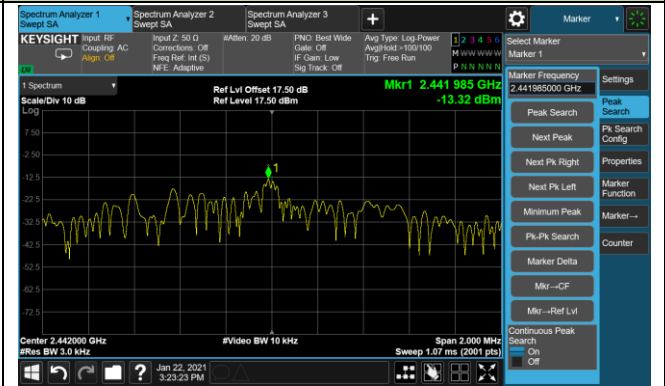 Spectrum Analyzer 1
Swept SA
Spectrum Analyzer 2
Swept SA
Spectrum Analyzer 3
Swept SA
+
Marker
KEYSIGHT
Input: RF
Coupling: AC
Align: Off
Input Z: 50 Ω
Corrections: Off
Freq Ref: Int (S)
NFE: Adaptive
#Atten: 20 dB
PNO: Best Wide
Gate: Off
IF Gain: Low
Sig Track: Off
Avg Type: Log-Power
Avg|Hold:>100/100
Trig: Free Run
1 2 3 4 5 6
M W W W W W
P N N N N N
Select Marker
Marker 1
1 Spectrum
Scale/Div 10 dB
Log
Ref Lvl Offset 17.50 dB
Ref Level 17.50 dBm
Mkr1 2.441 985 GHz
-13.32 dBm
7.50
-2.50
-12.5
-22.5
-32.5
-42.5
-52.5
-62.5
-72.5
1
Center 2.442000 GHz
#Res BW 3.0 kHz
#Video BW 10 kHz
Span 2.000 MHz
Sweep 1.07 ms (2001 pts)
Marker Frequency
2.441985000 GHz
Peak Search
Next Peak
Next Pk Right
Next Pk Left
Minimum Peak
Pk-Pk Search
Marker Delta
Mkr→CF
Mkr→Ref Lvl
Continuous Peak
Search
On
Off
Settings
Peak
Search
Pk Search
Config
Properties
Marker
Function
Marker→
Counter
?
Jan 22, 2021
3:23:23 PM